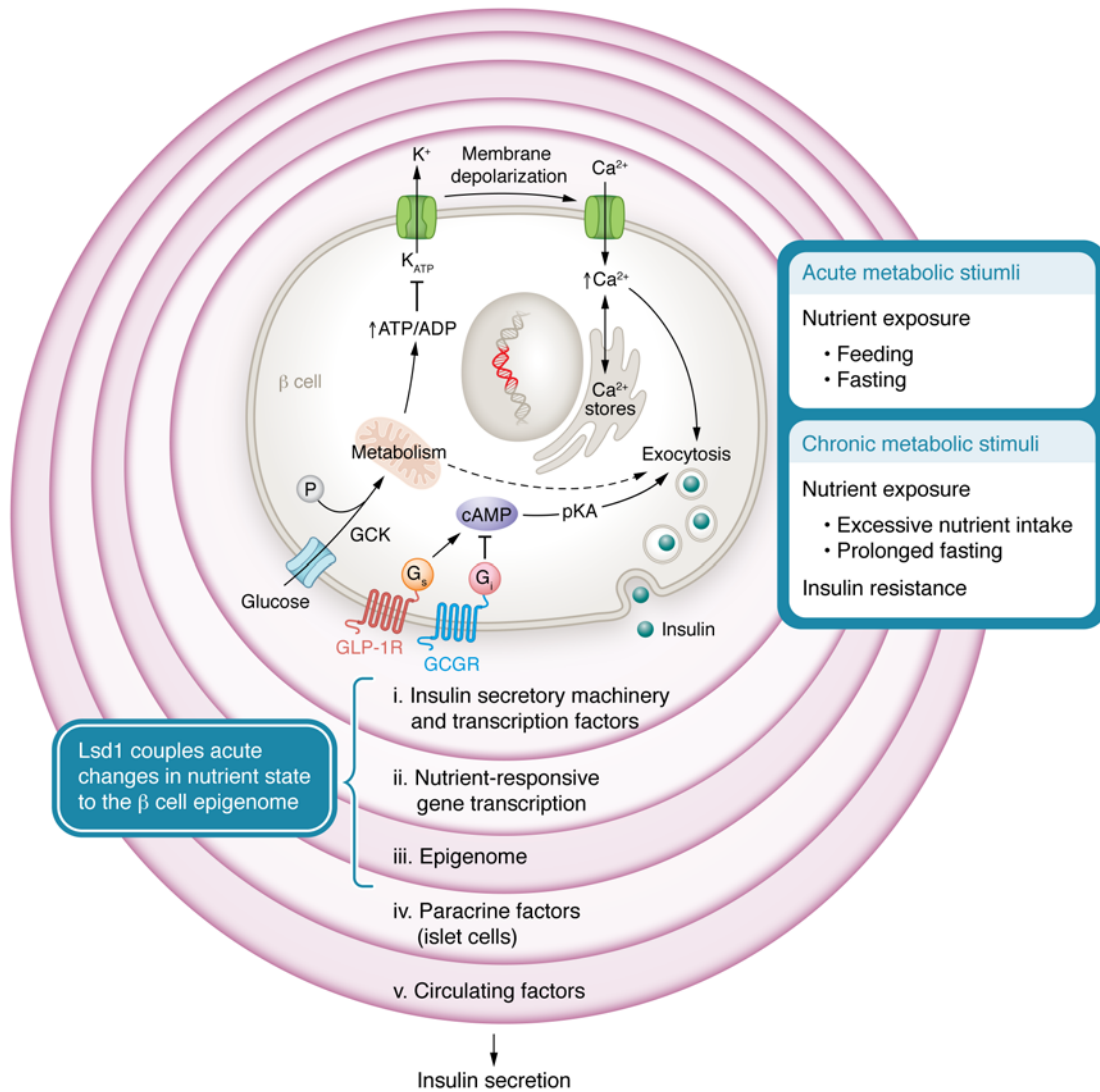 K⁺
Membrane
depolarization
Ca²⁺
K_ATP
↑Ca²⁺
↑ATP/ADP
β cell
Ca²⁺
stores
Metabolism
Exocytosis
P
GCK
cAMP
pKA
Glucose
Gₛ
Gᵢ
GLP-1R
GCGR
Insulin
Acute metabolic stiumli
Nutrient exposure
• Feeding
• Fasting
Chronic metabolic stimuli
Nutrient exposure
• Excessive nutrient intake
• Prolonged fasting
Insulin resistance
Lsd1 couples acute
changes in nutrient state
to the β cell epigenome
i. Insulin secretory machinery
and transcription factors
ii. Nutrient-responsive
gene transcription
iii. Epigenome
iv. Paracrine factors
(islet cells)
v. Circulating factors
Insulin secretion